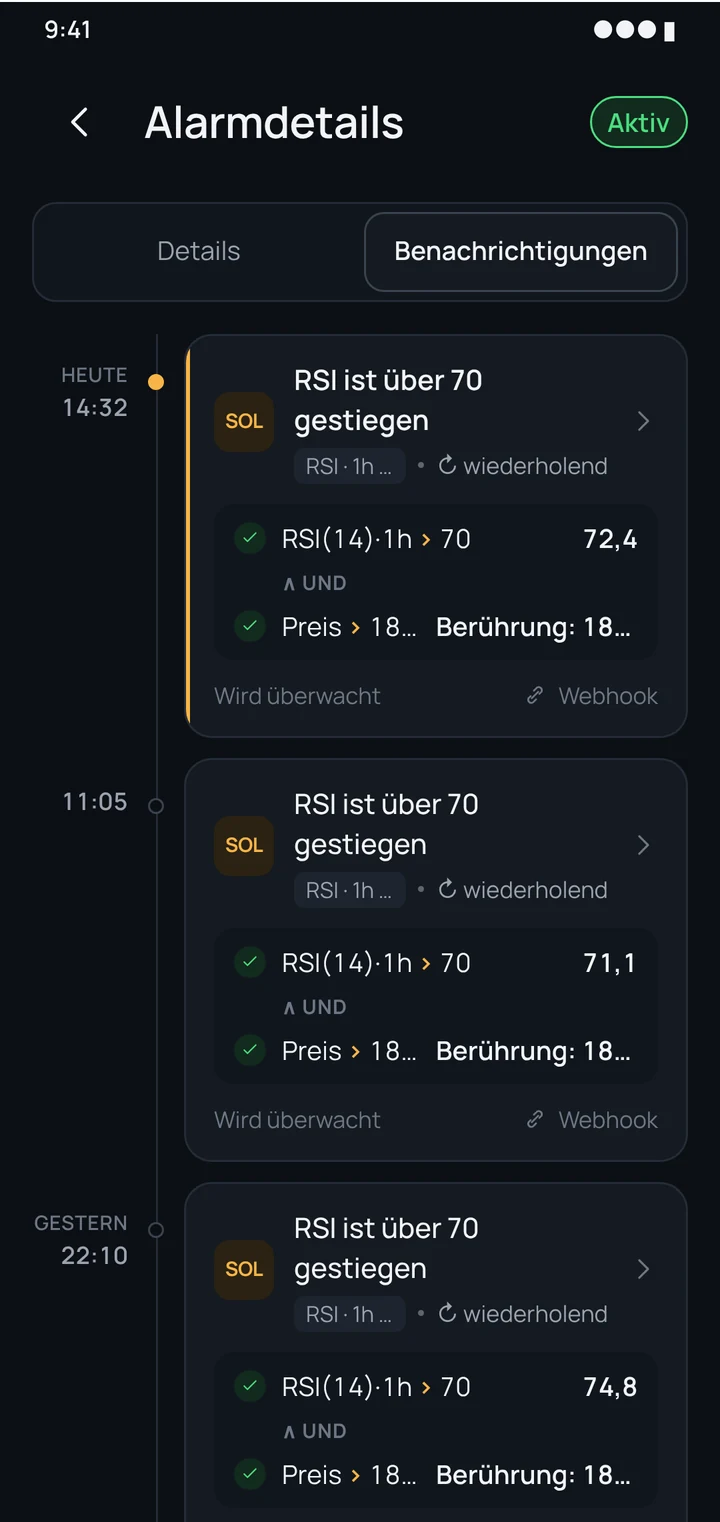 9:41
Alarmdetails
Aktiv
Details
Benachrichtigungen
HEUTE
14:32
SOL
RSI ist über 70
gestiegen
RSI · 1h ... • ↻ wiederholend
RSI(14)·1h › 70 72,4
∧ UND
Preis › 18... Berührung: 18...
Wird überwacht Webhook
11:05
SOL
RSI ist über 70
gestiegen
RSI · 1h ... • ↻ wiederholend
RSI(14)·1h › 70 71,1
∧ UND
Preis › 18... Berührung: 18...
Wird überwacht Webhook
GESTERN
22:10
SOL
RSI ist über 70
gestiegen
RSI · 1h ... • ↻ wiederholend
RSI(14)·1h › 70 74,8
∧ UND
Preis › 18... Berührung: 18...